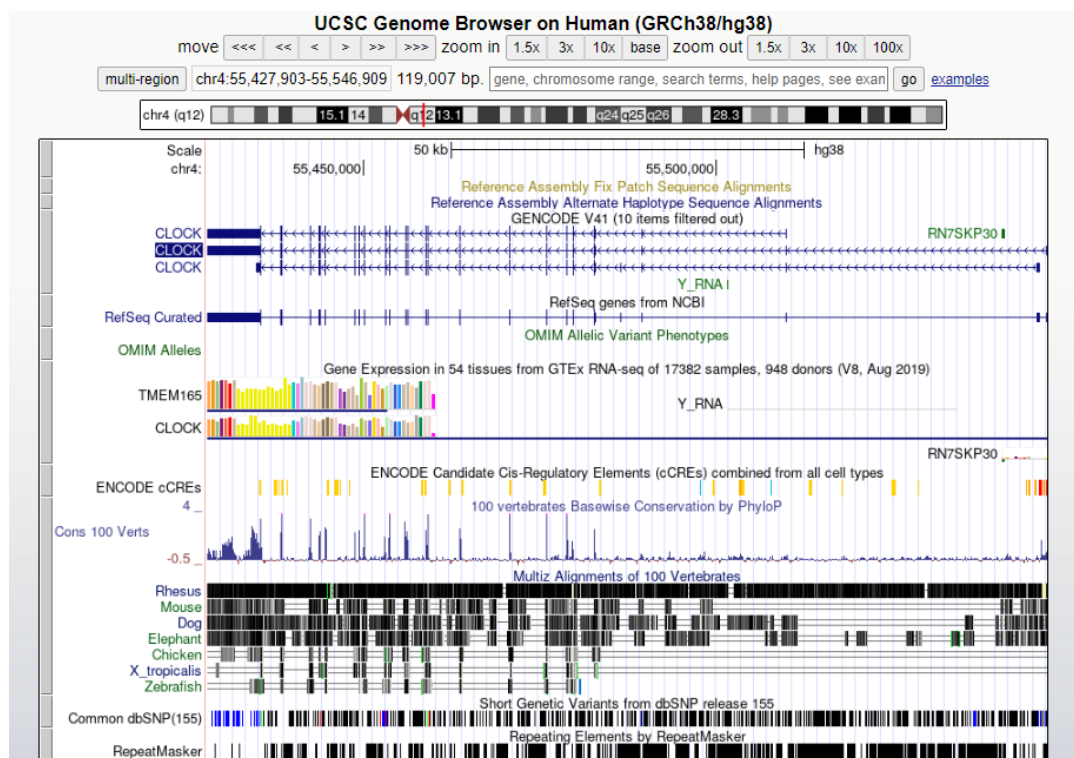 UCSC Genome Browser on Human (GRCh38/hg38)
move <<< << < > >> >>> zoom in 1.5x 3x 10x base zoom out 1.5x 3x 10x 100x
multi-region chr4:55,427,903-55,546,909 119,007 bp. gene, chromosome range, search terms, help pages, see exan go examples
chr4 (q12) 15.1 14 q12 13.1 q24 q25 q26 28.3
Scale 50 kb hg38
chr4: 55,450,000 55,500,000
Reference Assembly Fix Patch Sequence Alignments
Reference Assembly Alternate Haplotype Sequence Alignments
GENCODE V41 (10 items filtered out)
CLOCK RN7SKP30
CLOCK
CLOCK
Y_RNA
RefSeq genes from NCBI
RefSeq Curated
OMIM Allelic Variant Phenotypes
OMIM Alleles
Gene Expression in 54 tissues from GTEx RNA-seq of 17382 samples, 948 donors (V8, Aug 2019)
TMEM165
Y_RNA
CLOCK
RN7SKP30
ENCODE Candidate Cis-Regulatory Elements (cCREs) combined from all cell types
ENCODE cCREs
4 _ 100 vertebrates Basewise Conservation by PhyloP
Cons 100 Verts
-0.5 _
Multiz Alignments of 100 Vertebrates
Rhesus
Mouse
Dog
Elephant
Chicken
X_tropicalis
Zebrafish
Short Genetic Variants from dbSNP release 155
Common dbSNP(155)
Repeating Elements by RepeatMasker
RepeatMasker